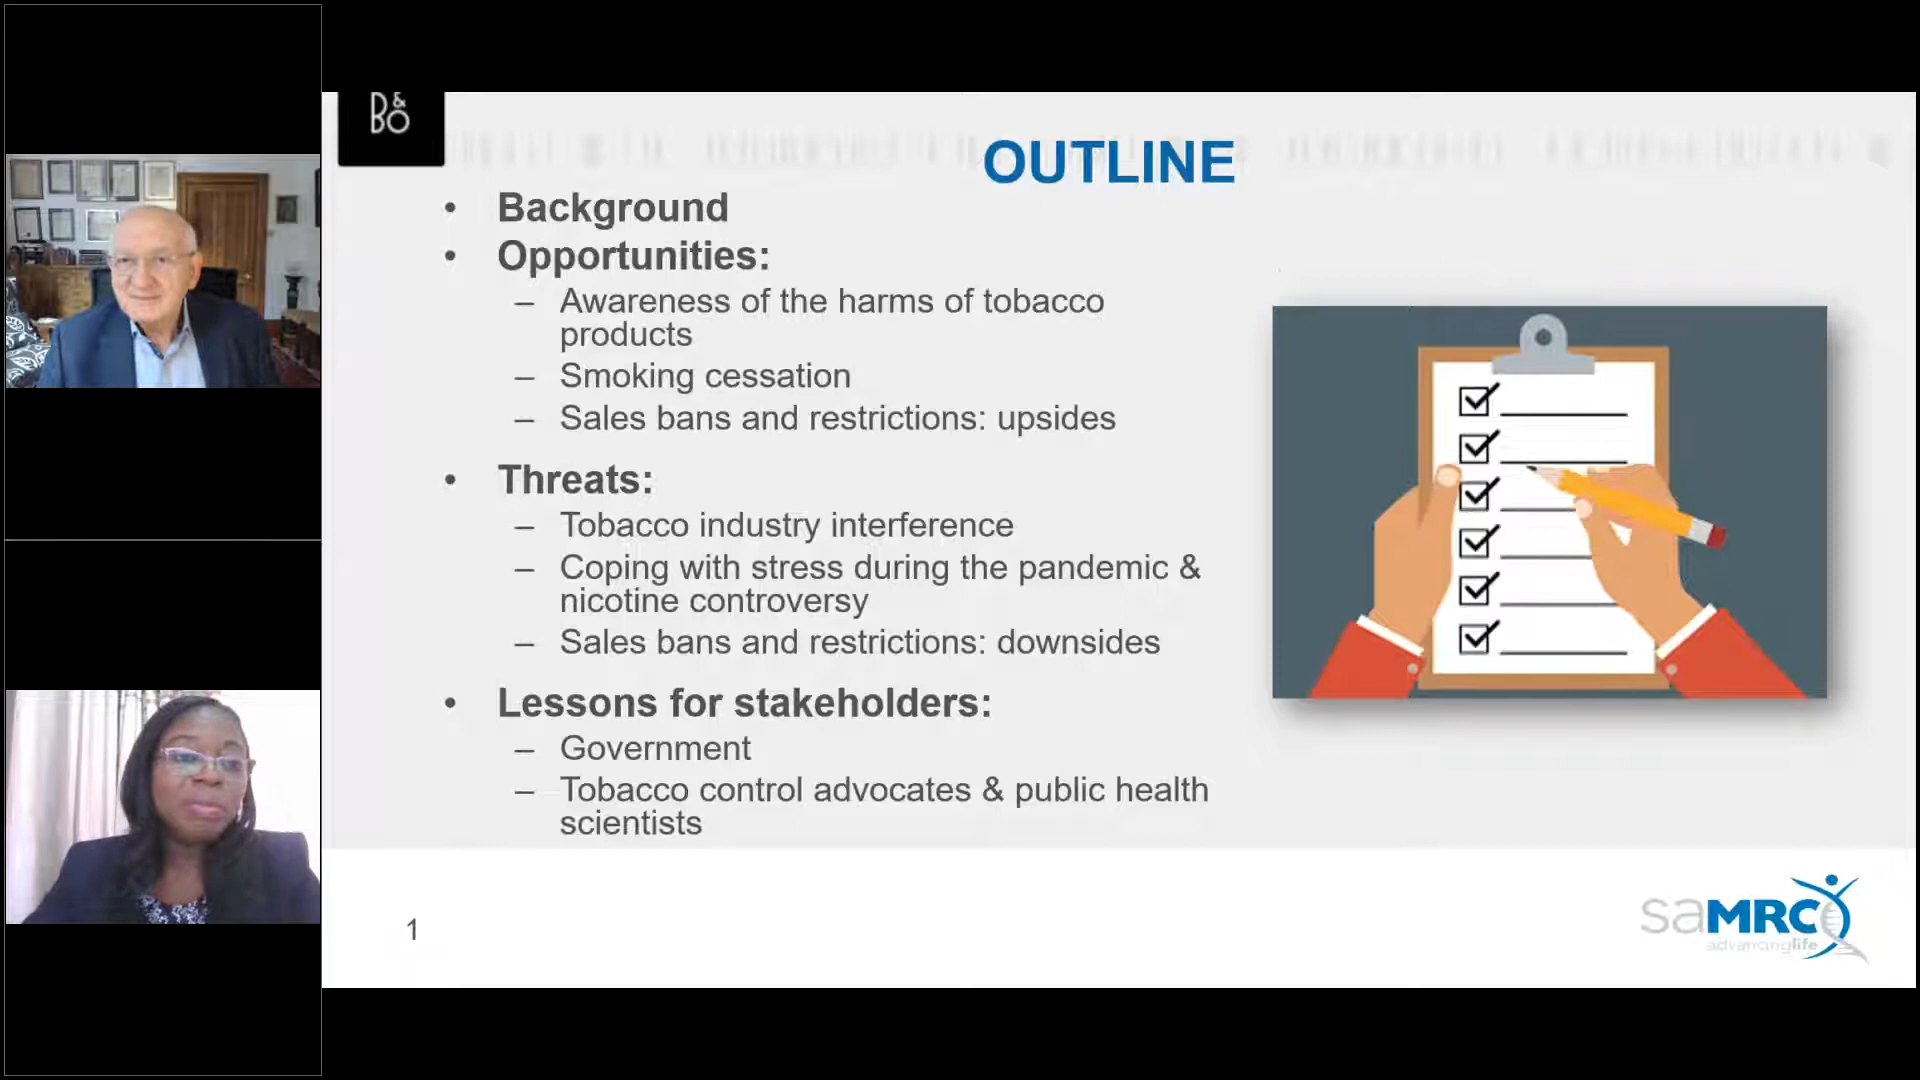 B&
BO
OUTLINE
• Background
• Opportunities:
– Awareness of the harms of tobacco
products
– Smoking cessation
– Sales bans and restrictions: upsides
• Threats:
– Tobacco industry interference
– Coping with stress during the pandemic &
nicotine controversy
– Sales bans and restrictions: downsides
• Lessons for stakeholders:
– Government
– Tobacco control advocates & public health
scientists
1
saMRC
advancinglife